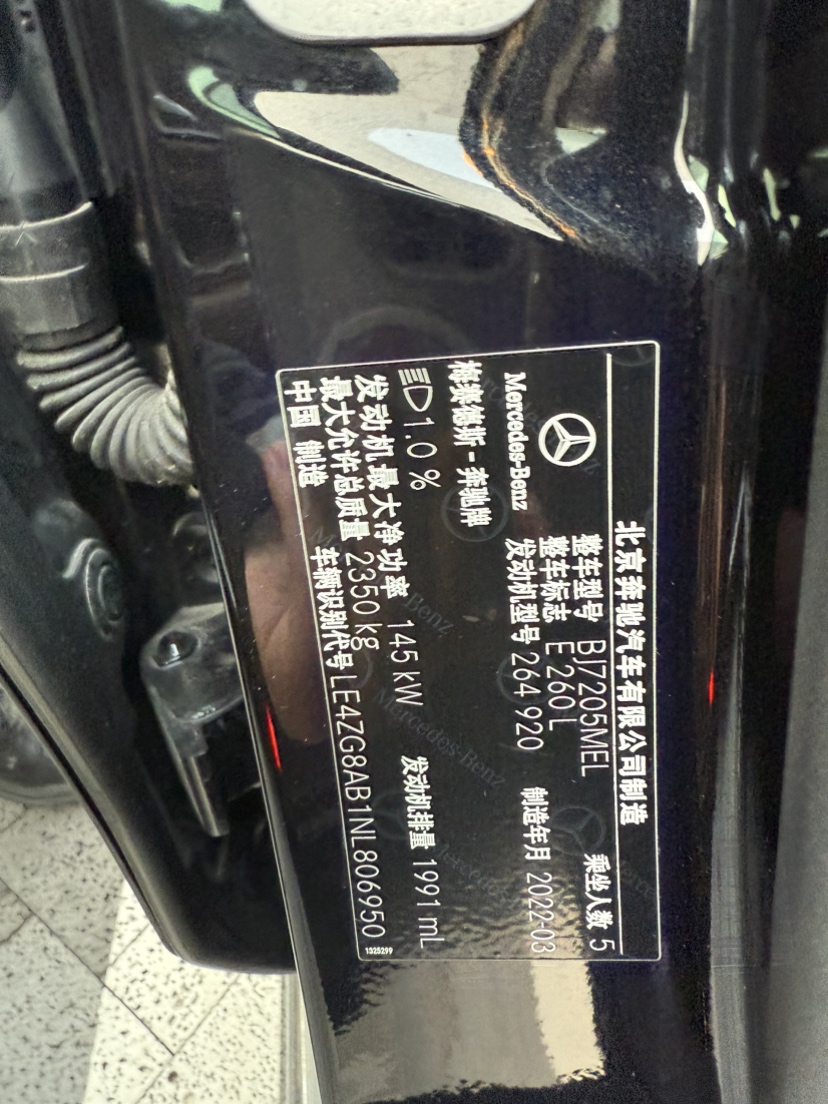 北京奔驰汽车有限公司制造
整车型号 BJ7205MEL 乘坐人数 5
整车标志 E 260 L
Mercedes-Benz 发动机型号 264 920 制造年月 2022-03
梅赛德斯-奔驰牌
1.0 % 发动机排量 1991 mL
发动机最大净功率 145 kW
最大允许总质量 2350 kg
车辆识别代号 LE4ZG8AB1NL806950
中国 制造
1325299